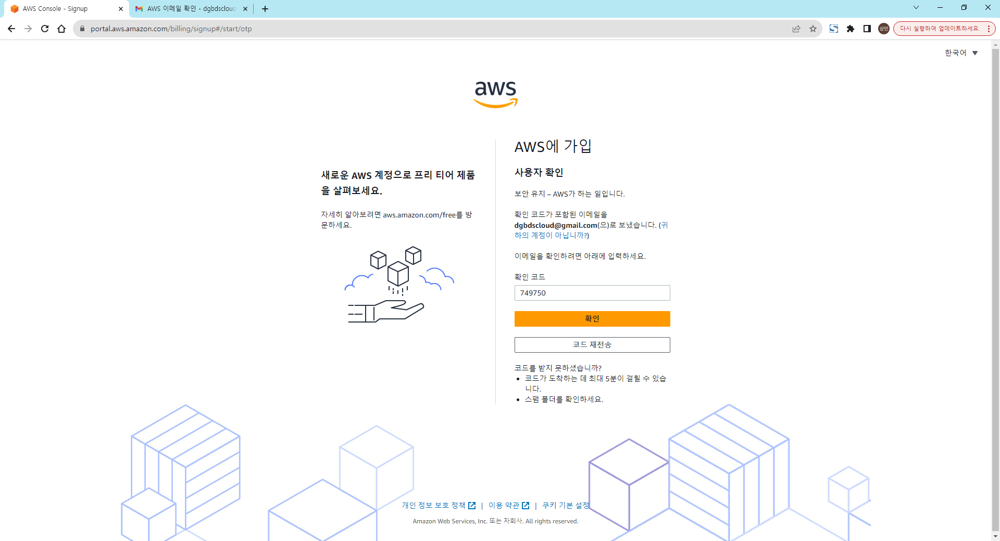 AWS Console - Signup
AWS 이메일 확인 - dgbdscloud
portal.aws.amazon.com/billing/signup#/start/otp
상민
다시 실행하여 업데이트하세요.
한국어
aws
새로운 AWS 계정으로 프리 티어 제품
을 살펴보세요.
자세히 알아보려면 aws.amazon.com/free를 방
문하세요.
AWS에 가입
사용자 확인
보안 유지 – AWS가 하는 일입니다.
확인 코드가 포함된 이메일을
dgbdscloud@gmail.com(으)로 보냈습니다. (귀
하의 계정이 아닙니까?)
이메일을 확인하려면 아래에 입력하세요.
확인 코드
749750
확인
코드 재전송
코드를 받지 못하셨습니까?
• 코드가 도착하는 데 최대 5분이 걸릴 수 있습
니다.
• 스팸 폴더를 확인하세요.
개인 정보 보호 정책 | 이용 약관 | 쿠키 기본 설정
Amazon Web Services, Inc. 또는 자회사. All rights reserved.